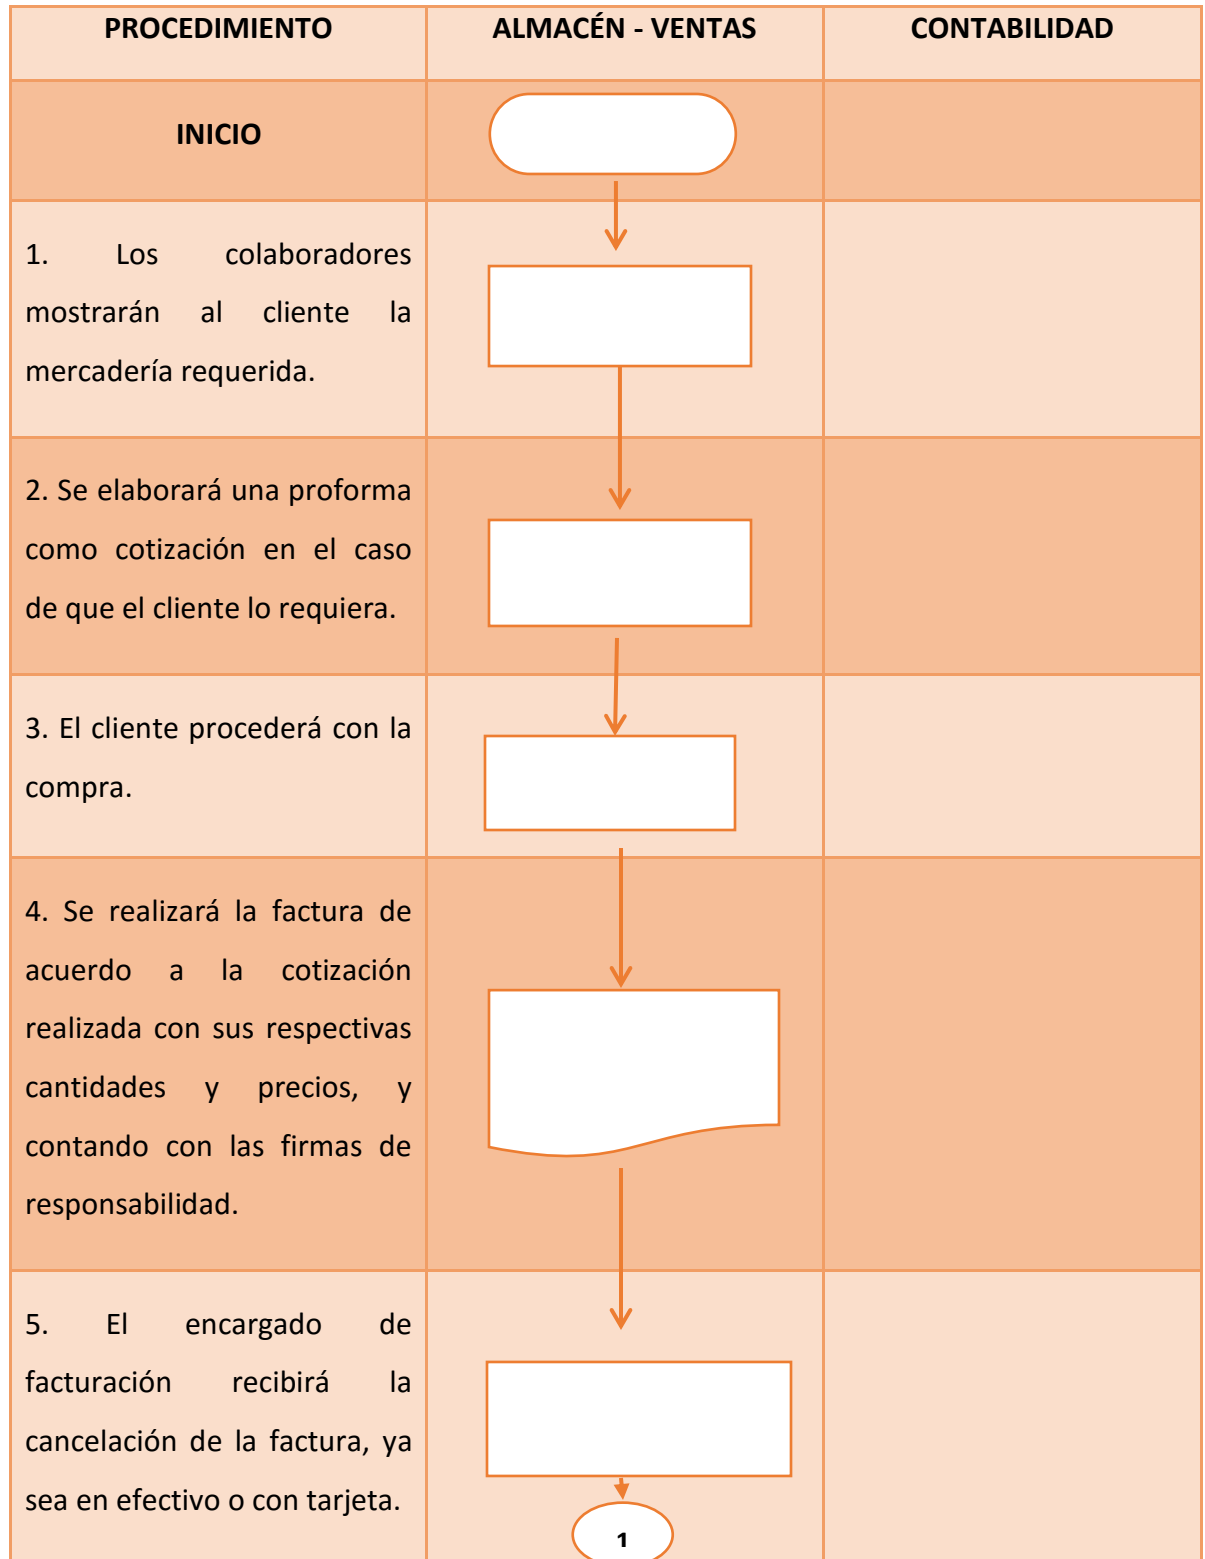 PROCEDIMIENTO
ALMACÉN - VENTAS
CONTABILIDAD
INICIO
1. Los colaboradores
mostrarán al cliente la
mercadería requerida.
2. Se elaborará una proforma
como cotización en el caso
de que el cliente lo requiera.
3. El cliente procederá con la
compra.
4. Se realizará la factura de
acuerdo a la cotización
realizada con sus respectivas
cantidades y precios, y
contando con las firmas de
responsabilidad.
5. El encargado de
facturación recibirá la
cancelación de la factura, ya
sea en efectivo o con tarjeta.
1